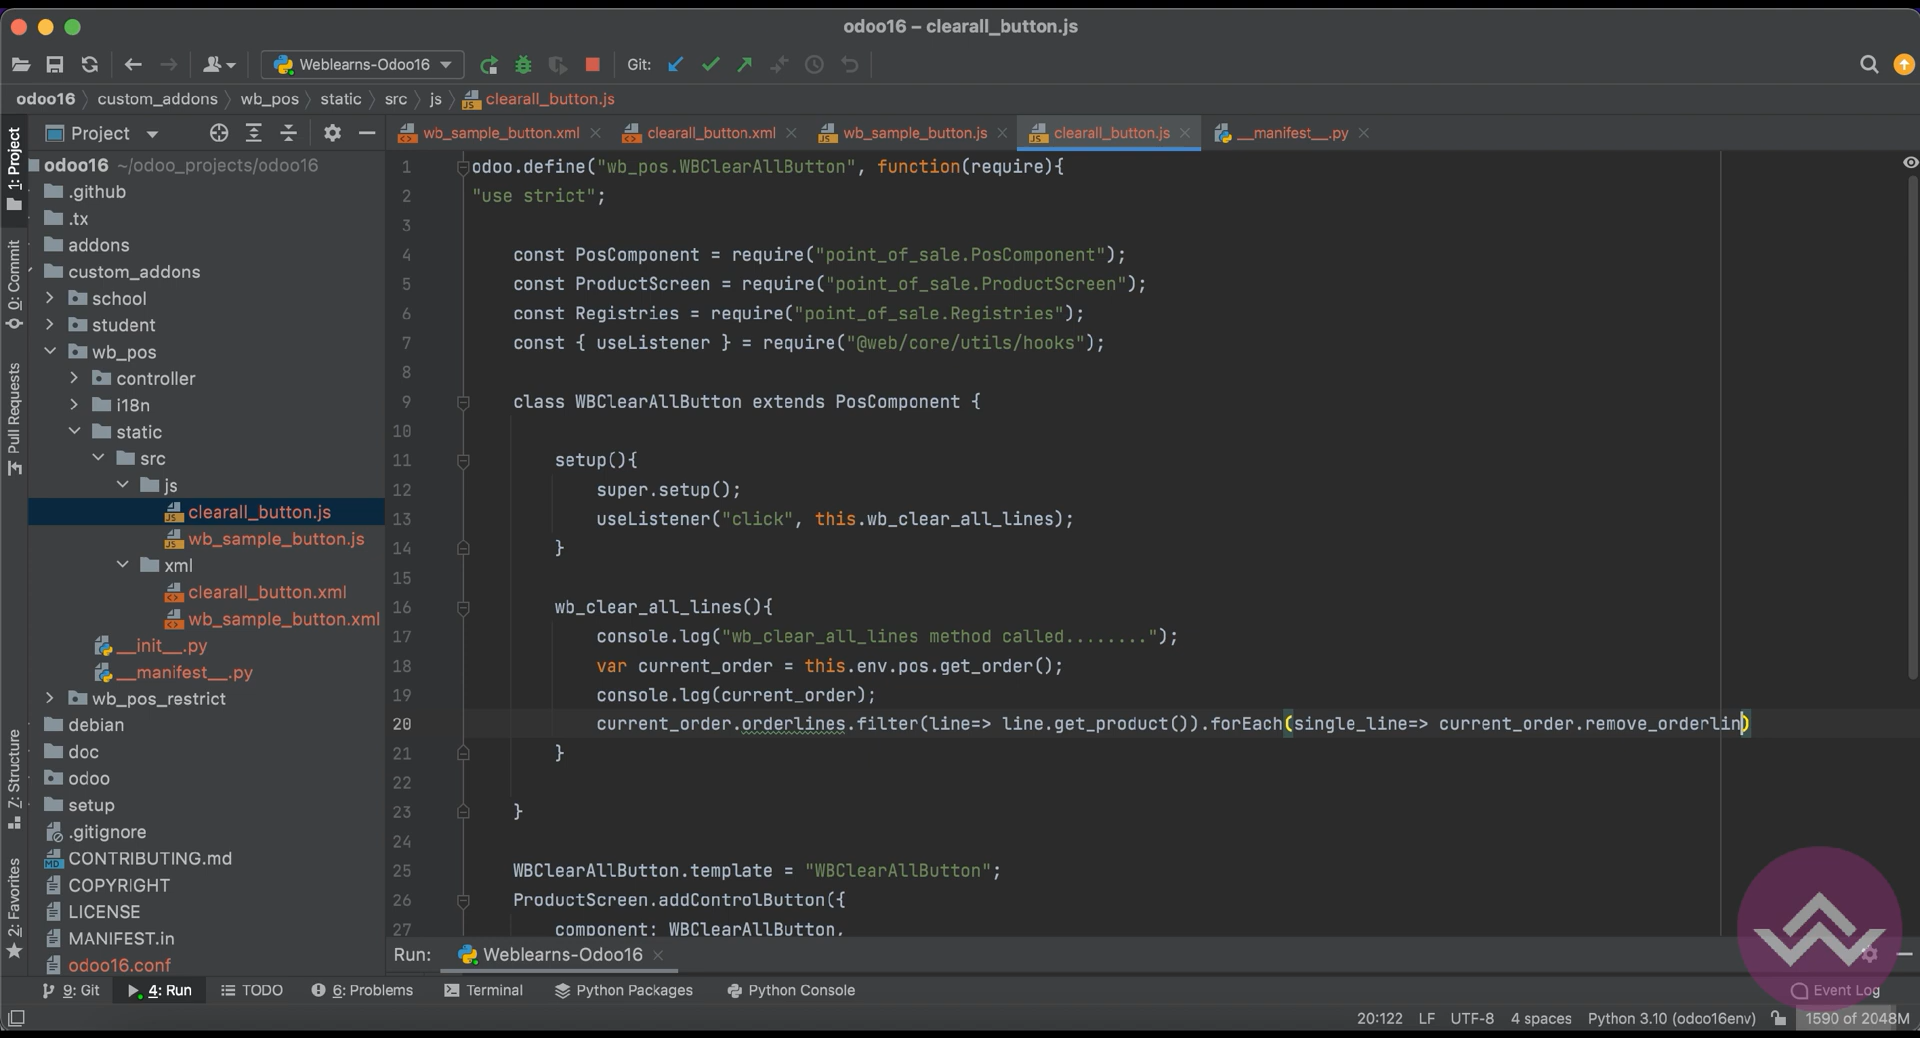 odoo16 – clearall_button.js
Weblearns-Odoo16
Git:
odoo16 custom_addons wb_pos static src js clearall_button.js
Project
wb_sample_button.xml clearall_button.xml wb_sample_button.js clearall_button.js __manifest__.py
1: Project
0: Commit
Pull Requests
7: Structure
2: Favorites
odoo16 ~/odoo_projects/odoo16
.github
.tx
addons
custom_addons
school
student
wb_pos
controller
i18n
static
src
js
clearall_button.js
wb_sample_button.js
xml
clearall_button.xml
wb_sample_button.xml
__init__.py
__manifest__.py
wb_pos_restrict
debian
doc
odoo
setup
.gitignore
CONTRIBUTING.md
COPYRIGHT
LICENSE
MANIFEST.in
odoo16.conf
1 odoo.define("wb_pos.WBClearAllButton", function(require){
2 "use strict";
3
4 const PosComponent = require("point_of_sale.PosComponent");
5 const ProductScreen = require("point_of_sale.ProductScreen");
6 const Registries = require("point_of_sale.Registries");
7 const { useListener } = require("@web/core/utils/hooks");
8
9 class WBClearAllButton extends PosComponent {
10
11 setup(){
12 super.setup();
13 useListener("click", this.wb_clear_all_lines);
14 }
15
16 wb_clear_all_lines(){
17 console.log("wb_clear_all_lines method called........");
18 var current_order = this.env.pos.get_order();
19 console.log(current_order);
20 current_order.orderlines.filter(line=> line.get_product()).forEach(single_line=> current_order.remove_orderlin)
21 }
22
23 }
24
25 WBClearAllButton.template = "WBClearAllButton";
26 ProductScreen.addControlButton({
27 component: WBClearAllButton,
Run: Weblearns-Odoo16
9: Git 4: Run TODO 6: Problems Terminal Python Packages Python Console Event Log
20:122 LF UTF-8 4 spaces Python 3.10 (odoo16env) 1590 of 2048M